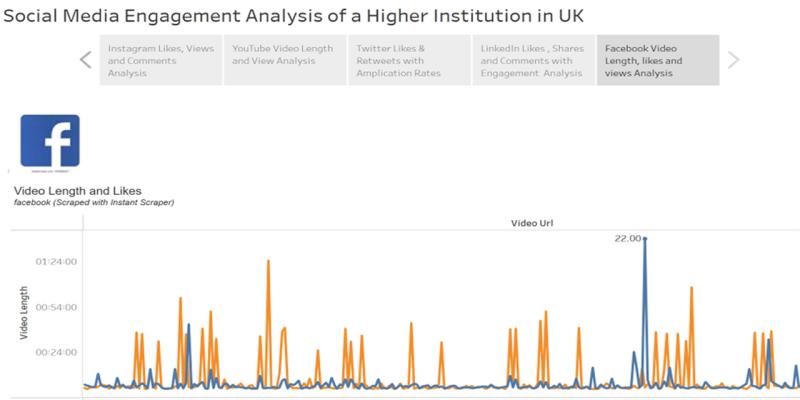 Social Media Engagement Analysis of a Higher Institution in UK
Instagram Likes, Views
and Comments
Analysis
YouTube Video Length
and View Analysis
Twitter Likes &
Retweets with
Amplication Rates
LinkedIn Likes , Shares
and Comments with
Engagement Analysis
Facebook Video
Length, likes and
views Analysis
f
Video Length and Likes
facebook (Scraped with Instant Scraper)
Video Url
22.00
01:24:00
00:54:00
00:24:00
Video Length